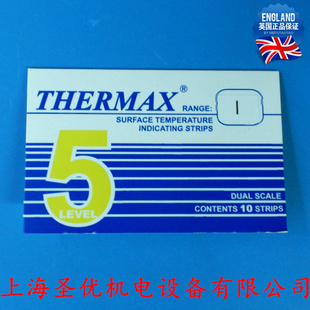 ENGLAND
英国正品保证
THERMAX®
RANGE: I
SURFACE TEMPERATURE
INDICATING STRIPS
5
LEVEL
DUAL SCALE
CONTENTS 10 STRIPS
上海圣优机电设备有限公司